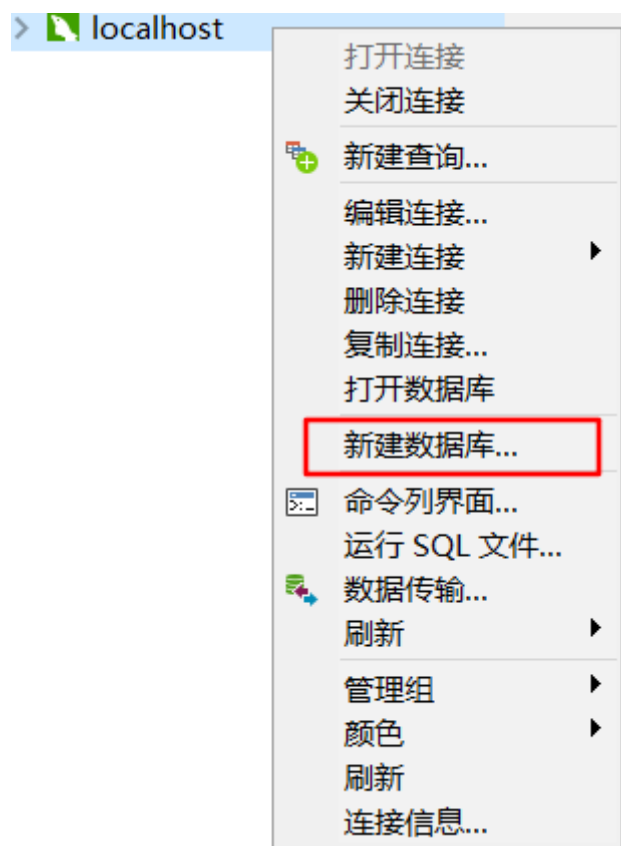 localhost
打开连接
关闭连接
新建查询...
编辑连接...
新建连接
删除连接
复制连接...
打开数据库
新建数据库...
命令列界面...
运行 SQL 文件...
数据传输...
刷新
管理组
颜色
刷新
连接信息...